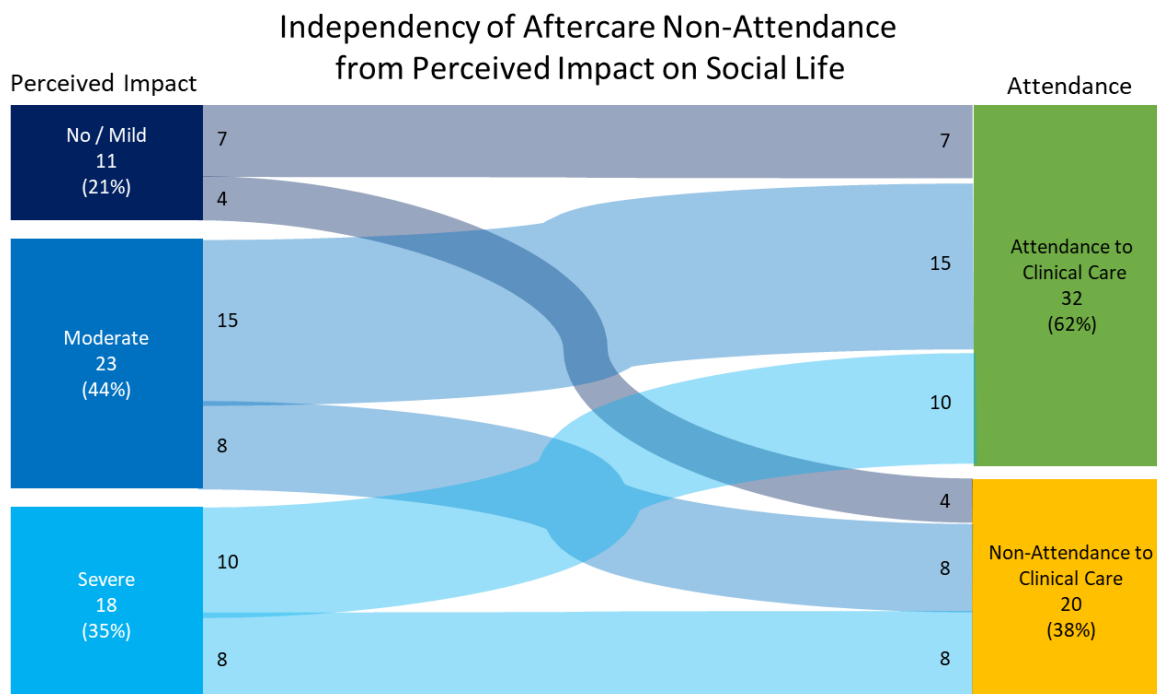 Independency of Aftercare Non-Attendance
from Perceived Impact on Social Life
Perceived Impact
Attendance
No / Mild
11
(21%)
7
4
7
Moderate
23
(44%)
15
8
15
Attendance to
Clinical Care
32
(62%)
10
Severe
18
(35%)
10
8
4
8
8
Non-Attendance to
Clinical Care
20
(38%)